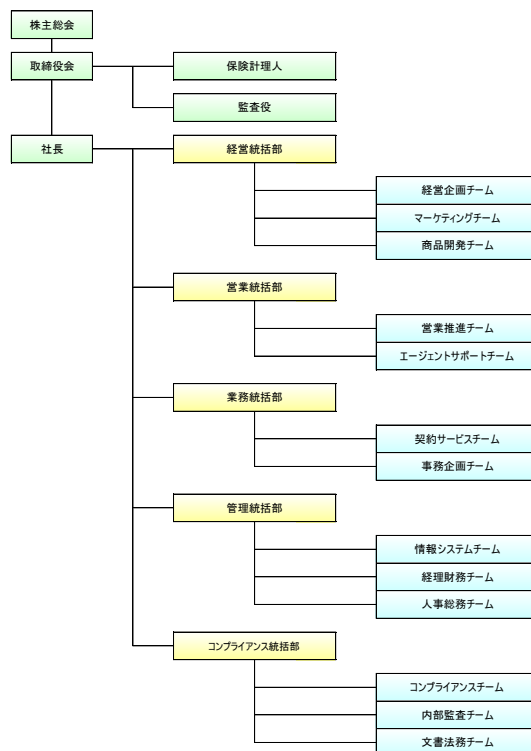 株主総会
取締役会
保険計理人
監査役
社長
経営統括部
経営企画チーム
マーケティングチーム
商品開発チーム
営業統括部
営業推進チーム
エージェントサポートチーム
業務統括部
契約サービスチーム
事務企画チーム
管理統括部
情報システムチーム
経理財務チーム
人事総務チーム
コンプライアンス統括部
コンプライアンスチーム
内部監査チーム
文書法務チーム